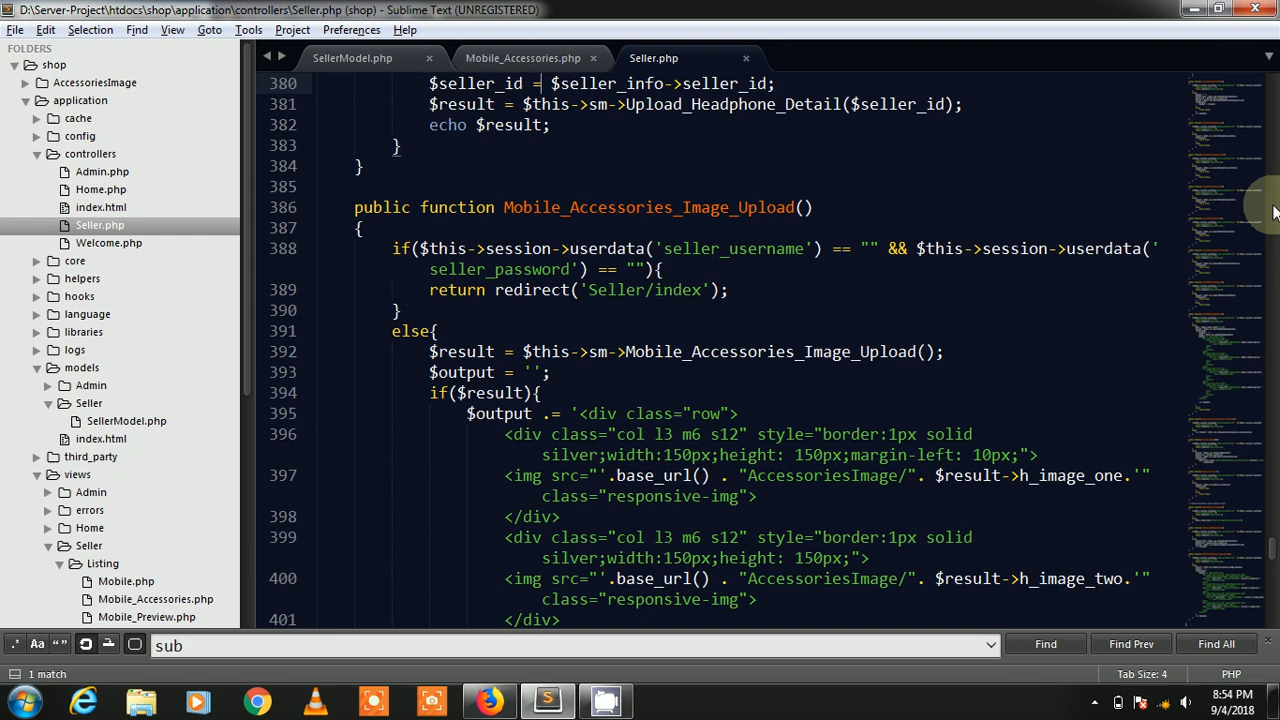 D:\Server-Project\htdocs\shop\application\controllers\Seller.php (shop) - Sublime Text (UNREGISTERED)
File Edit Selection Find View Goto Tools Project Preferences Help
FOLDERS
shop
AccessoriesImage
application
cache
config
controllers
Admin.php
Home.php
index.html
Seller.php
Welcome.php
core
helpers
hooks
language
libraries
logs
models
Admin
Seller
SellerModel.php
index.html
third_party
views
Admin
errors
Home
Seller
Listing
Mobile.php
Mobile_Accessories.php
Mobile_Preview.php
SellerModel.php Mobile_Accessories.php Seller.php
380 $seller_id = $seller_info->seller_id;
381 $result = $this->sm->Upload_Headphone_Detail($seller_id);
382 echo $result;
383 }
384 }
385
386 public function Mobile_Accessories_Image_Upload()
387 {
388 if($this->session->userdata('seller_username') == "" && $this->session->userdata('
seller_password') == ""){
389 return redirect('Seller/index');
390 }
391 else{
392 $result = $this->sm->Mobile_Accessories_Image_Upload();
393 $output = '';
394 if($result){
395 $output .= '<div class="row">
396 <div class="col l3 m6 s12" style="border:1px solid
silver;width:150px;height: 150px;margin-left: 10px;">
397 <img src="'.base_url() . "AccessoriesImage/". $result->h_image_one.'"
class="responsive-img">
398 </div>
399 <div class="col l3 m6 s12" style="border:1px solid
silver;width:150px;height: 150px;">
400 <img src="'.base_url() . "AccessoriesImage/". $result->h_image_two.'"
class="responsive-img">
401 </div>
.* Aa “” sub Find Find Prev Find All
1 match Tab Size: 4 PHP
8:54 PM
9/4/2018